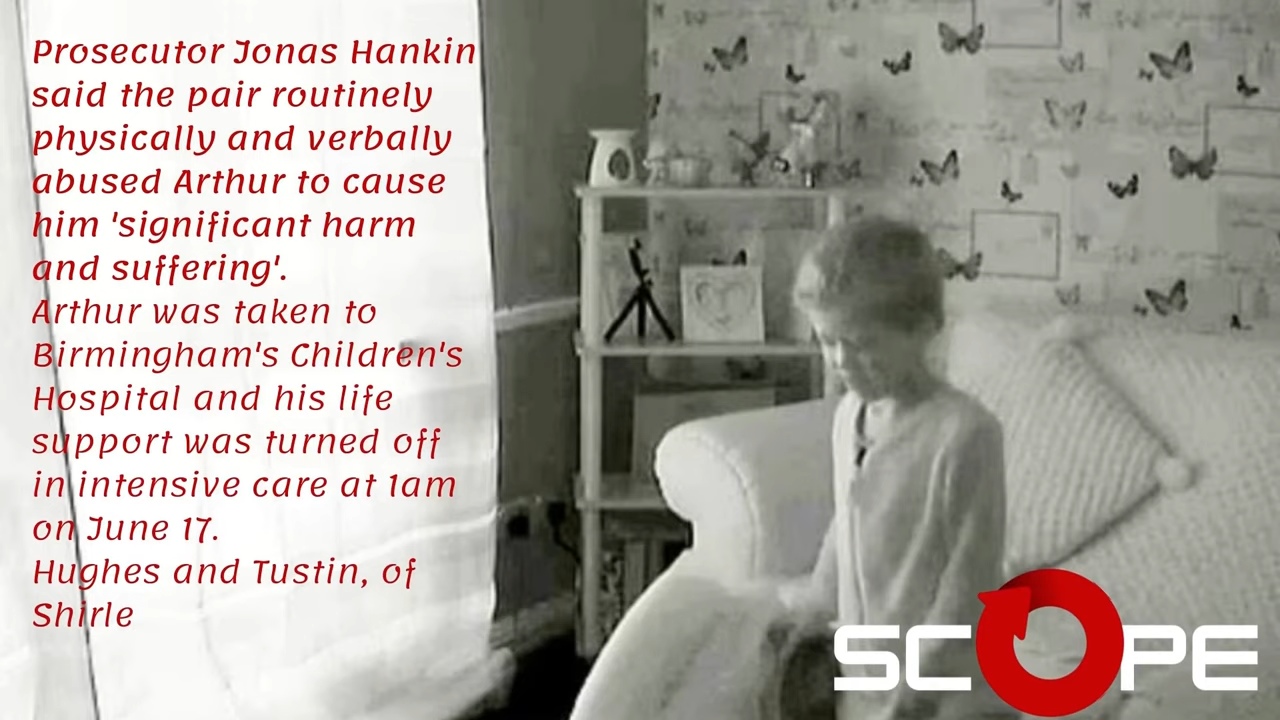 Prosecutor Jonas Hankin
said the pair routinely
physically and verbally
abused Arthur to cause
him 'significant harm
and suffering'.
Arthur was taken to
Birmingham's Children's
Hospital and his life
support was turned off
in intensive care at 1am
on June 17.
Hughes and Tustin, of
Shirle
SCOPE